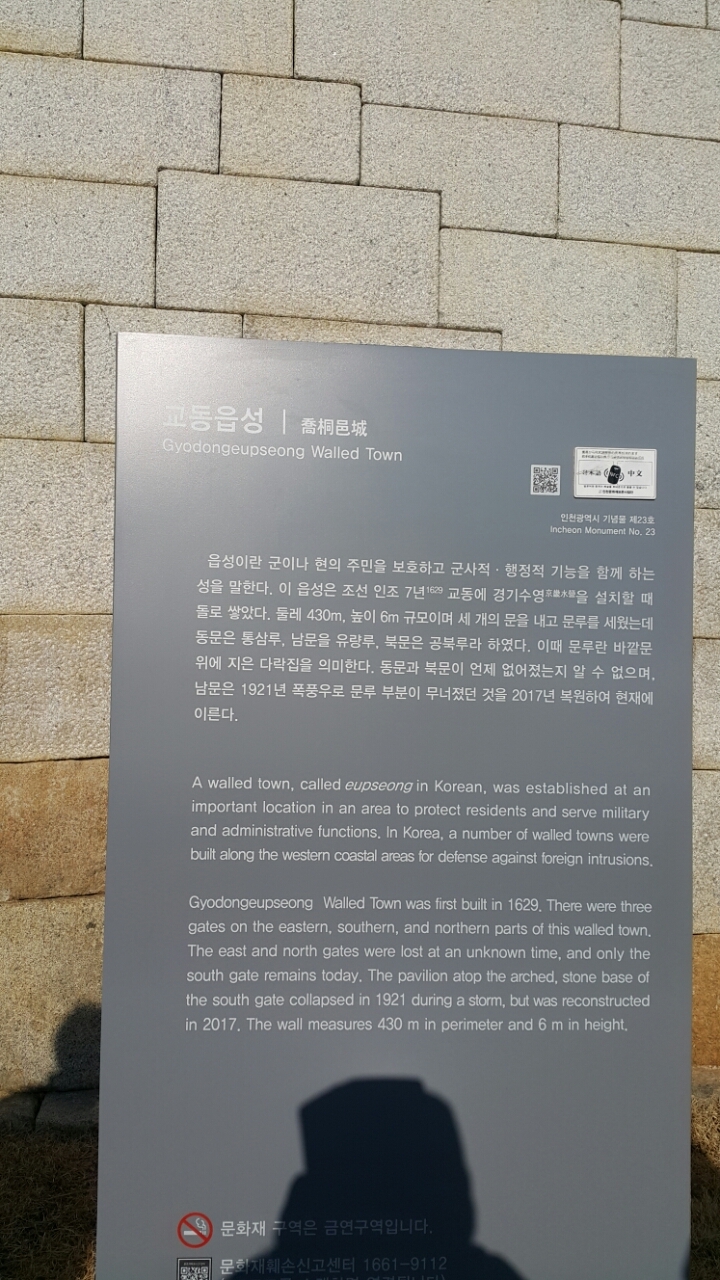 교동읍성 | 喬桐邑城
Gyodongeupseong Walled Town
日本語 中文
인천광역시 기념물 제23호
Incheon Monument No. 23
읍성이란 군이나 현의 주민을 보호하고 군사적 · 행정적 기능을 함께 하는
성을 말한다. 이 읍성은 조선 인조 7년1629 교동에 경기수영京畿水營을 설치할 때
돌로 쌓았다. 둘레 430m, 높이 6m 규모이며 세 개의 문을 내고 문루를 세웠는데
동문은 통삼루, 남문을 유량루, 북문은 공북루라 하였다. 이때 문루란 바깥문
위에 지은 다락집을 의미한다. 동문과 북문이 언제 없어졌는지 알 수 없으며,
남문은 1921년 폭풍우로 문루 부분이 무너졌던 것을 2017년 복원하여 현재에
이른다.
A walled town, called eupseong in Korean, was established at an
important location in an area to protect residents and serve military
and administrative functions. In Korea, a number of walled towns were
built along the western coastal areas for defense against foreign intrusions.
Gyodongeupseong Walled Town was first built in 1629. There were three
gates on the eastern, southern, and northern parts of this walled town.
The east and north gates were lost at an unknown time, and only the
south gate remains today. The pavilion atop the arched, stone base of
the south gate collapsed in 1921 during a storm, but was reconstructed
in 2017. The wall measures 430 m in perimeter and 6 m in height.
문화재 구역은 금연구역입니다.
문화재훼손신고센터 1661-9112